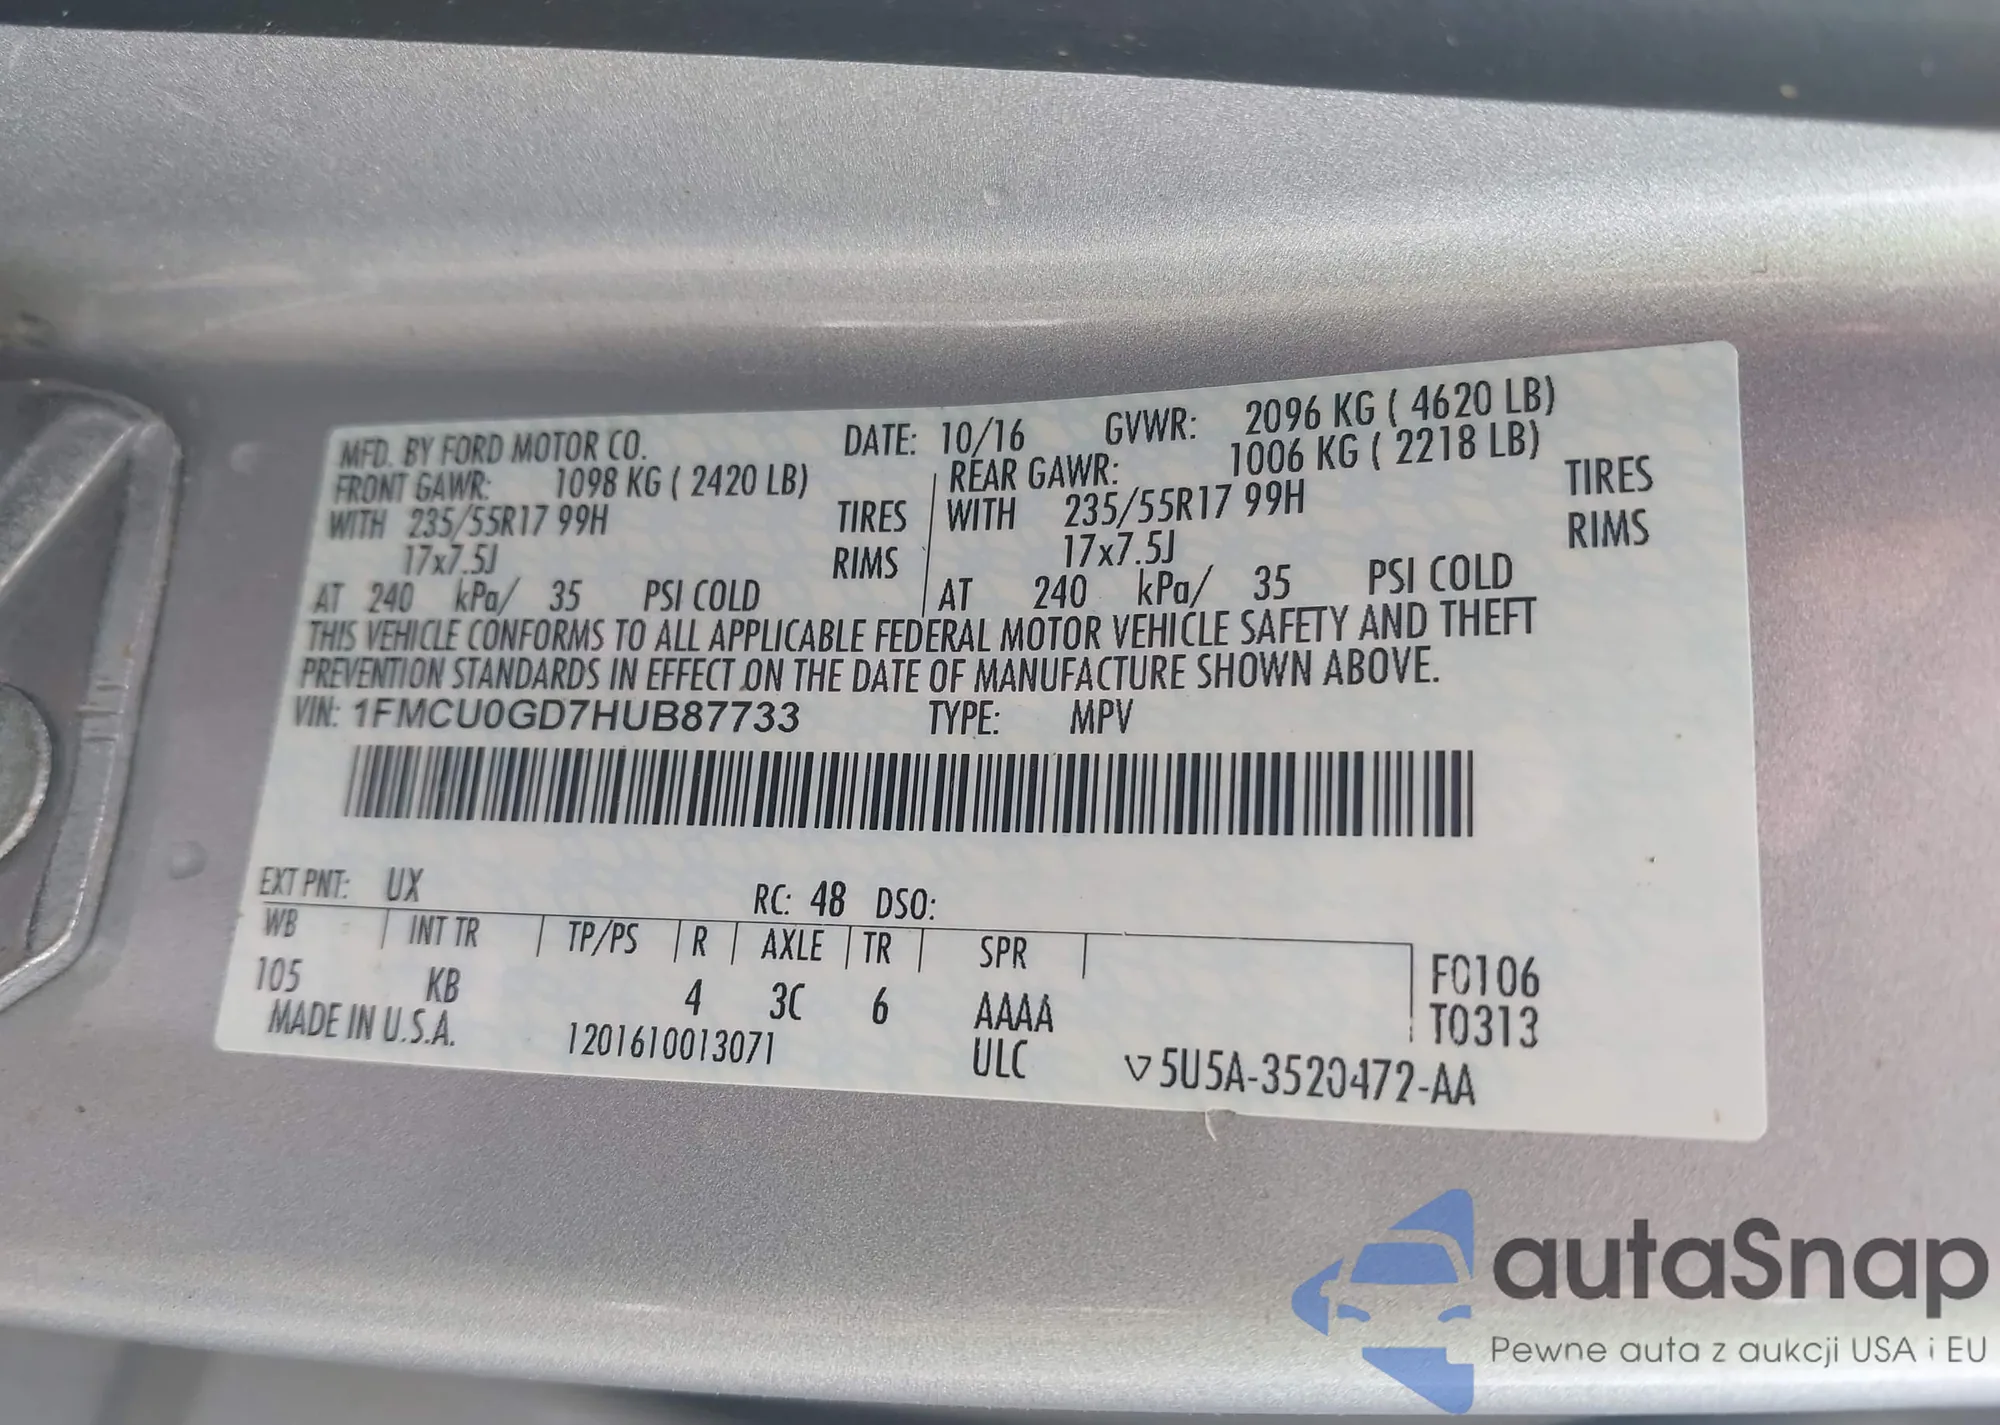 MFD. BY FORD MOTOR CO. DATE: 10/16 GVWR: 2096 KG ( 4620 LB)
FRONT GAWR: 1098 KG ( 2420 LB) REAR GAWR: 1006 KG ( 2218 LB)
WITH 235/55R17 99H TIRES WITH 235/55R17 99H TIRES
17x7.5J RIMS 17x7.5J RIMS
AT 240 kPa/ 35 PSI COLD AT 240 kPa/ 35 PSI COLD
THIS VEHICLE CONFORMS TO ALL APPLICABLE FEDERAL MOTOR VEHICLE SAFETY AND THEFT
PREVENTION STANDARDS IN EFFECT ON THE DATE OF MANUFACTURE SHOWN ABOVE.
VIN: 1FMCU0GD7HUB87733 TYPE: MPV
EXT PNT: UX RC: 48 DSO:
WB INT TR TP/PS R AXLE TR SPR
105 KB 4 3C 6 AAAA F0106
MADE IN U.S.A. 1201610013071 ULC T0313
5U5A-3520472-AA
autaSnap
Pewne auta z aukcji USA i EU